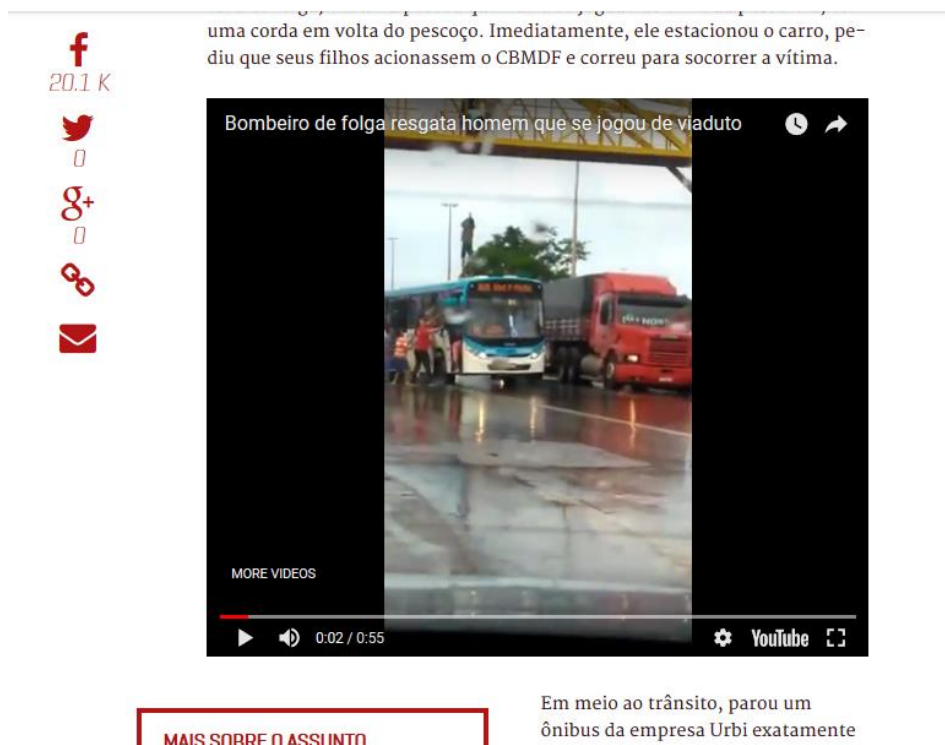 uma corda em volta do pescoço. Imediatamente, ele estacionou o carro, pe-
diu que seus filhos acionassem o CBMDF e correu para socorrer a vítima.
20.1 K
0
g+
0
Bombeiro de folga resgata homem que se jogou de viaduto
MORE VIDEOS
0:02 / 0:55
YouTube
Em meio ao trânsito, parou um
ônibus da empresa Urbi exatamente
MAIS SOBRE O ASSUNTO